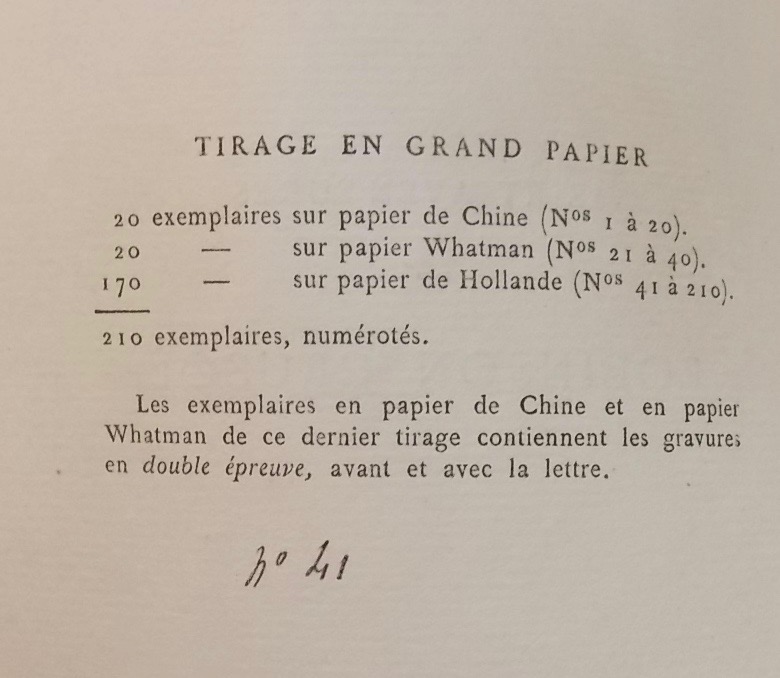 TIRAGE EN GRAND PAPIER
20 exemplaires sur papier de Chine (Nos 1 à 20).
20 — sur papier Whatman (Nos 21 à 40).
170 — sur papier de Hollande (Nos 41 à 210).
210 exemplaires, numérotés.
Les exemplaires en papier de Chine et en papier
Whatman de ce dernier tirage contiennent les gravures
en double épreuve, avant et avec la lettre.
no 41